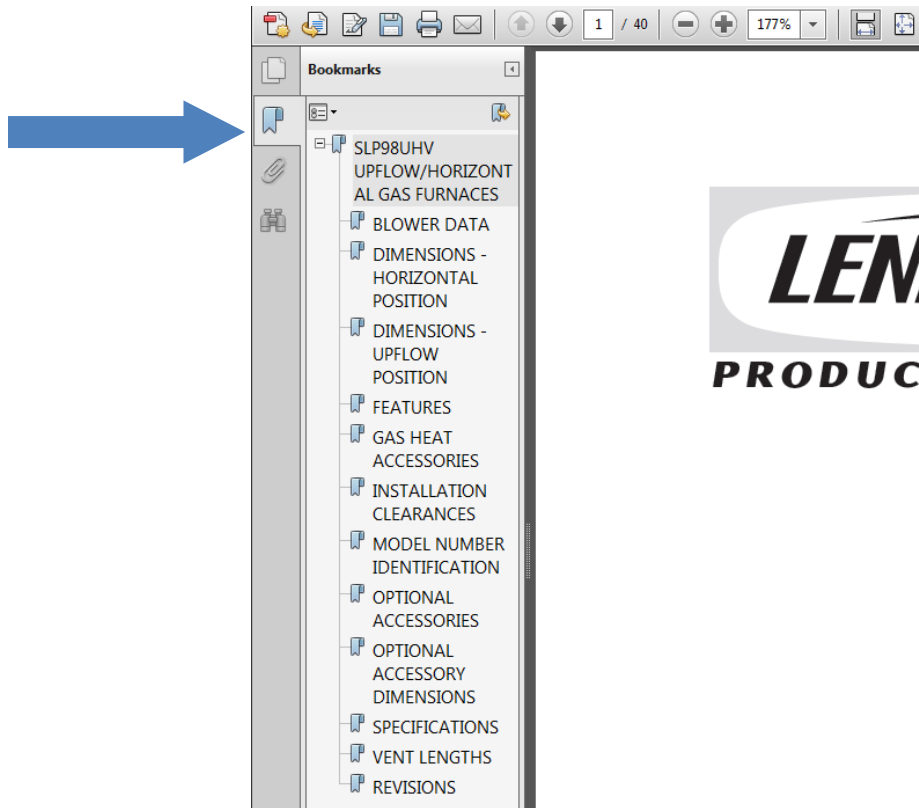 1 / 40 177%
Bookmarks
SLP98UHV
UPFLOW/HORIZONT
AL GAS FURNACES
BLOWER DATA
DIMENSIONS -
HORIZONTAL
POSITION
DIMENSIONS -
UPFLOW
POSITION
FEATURES
GAS HEAT
ACCESSORIES
INSTALLATION
CLEARANCES
MODEL NUMBER
IDENTIFICATION
OPTIONAL
ACCESSORIES
OPTIONAL
ACCESSORY
DIMENSIONS
SPECIFICATIONS
VENT LENGTHS
REVISIONS
LEN
PRODUC